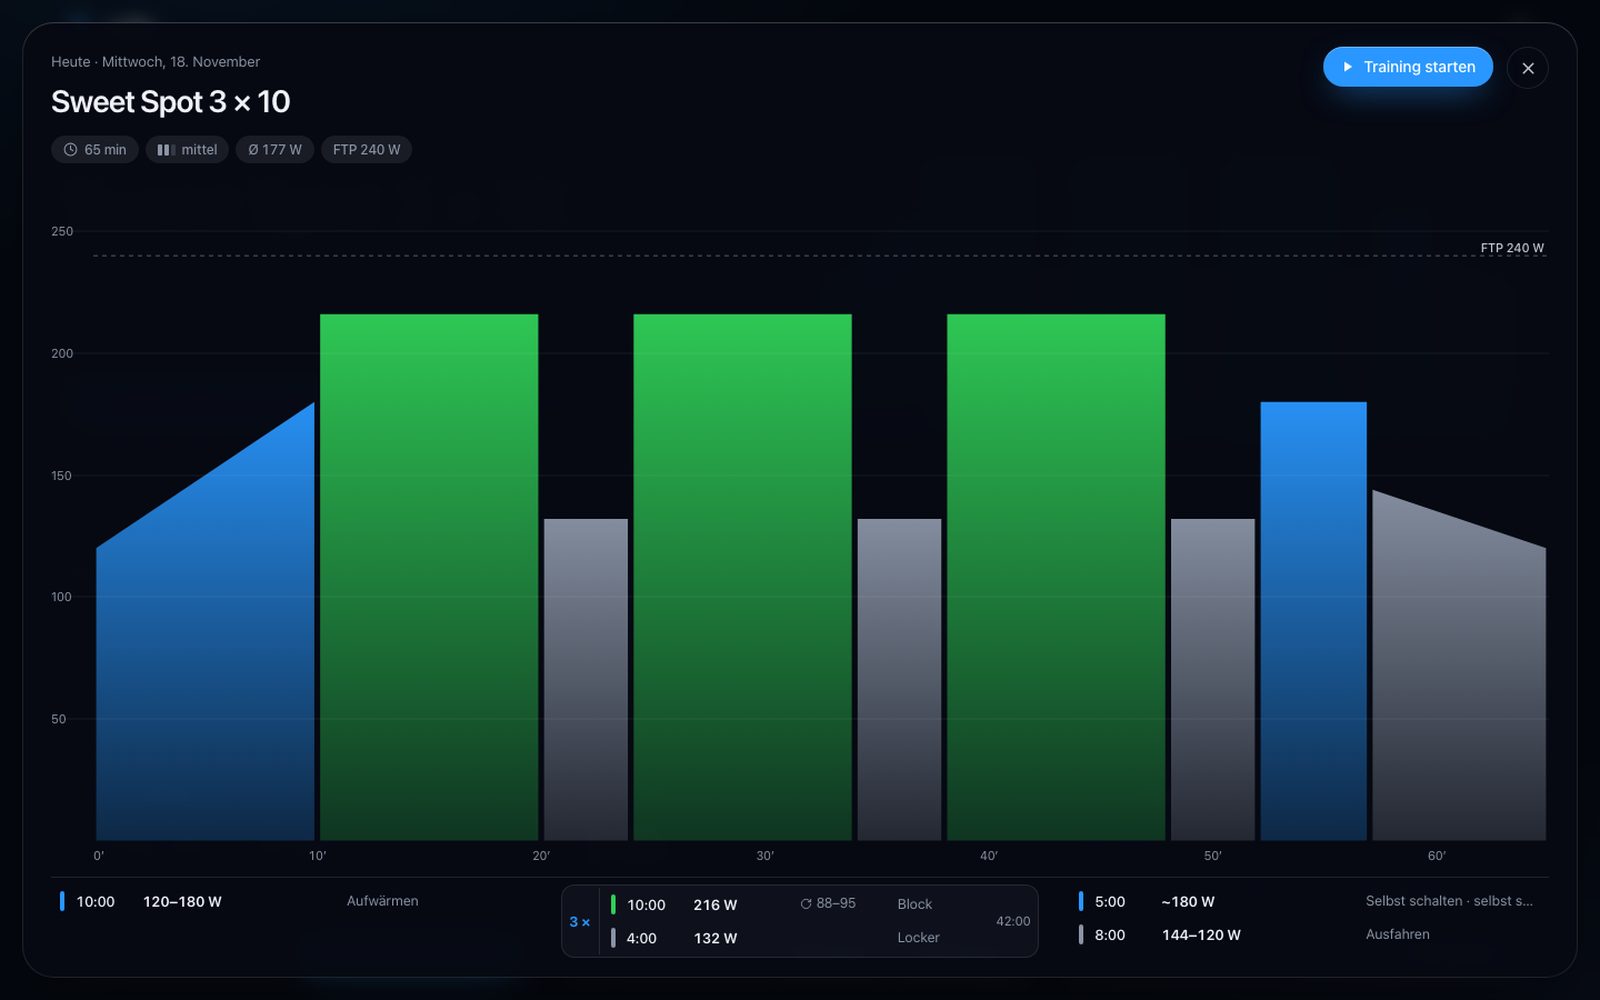 Heute · Mittwoch, 18. November
Training starten
Sweet Spot 3 × 10
65 min
mittel
Ø 177 W
FTP 240 W
250
FTP 240 W
200
150
100
50
0′
10′
20′
30′
40′
50′
60′
10:00 120–180 W Aufwärmen
3 ×
10:00 216 W 88–95 Block
4:00 132 W Locker
42:00
5:00 ~180 W Selbst schalten · selbst s...
8:00 144–120 W Ausfahren